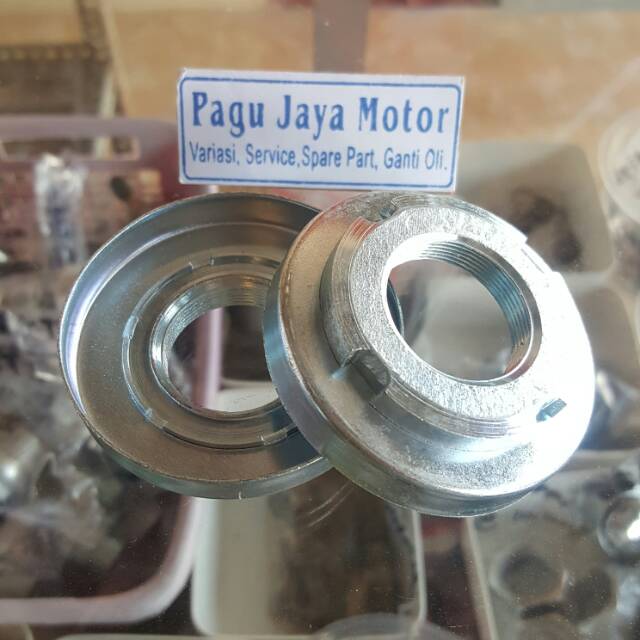 Pagu Jaya Motor
Variasi, Service,Spare Part, Ganti Oli.